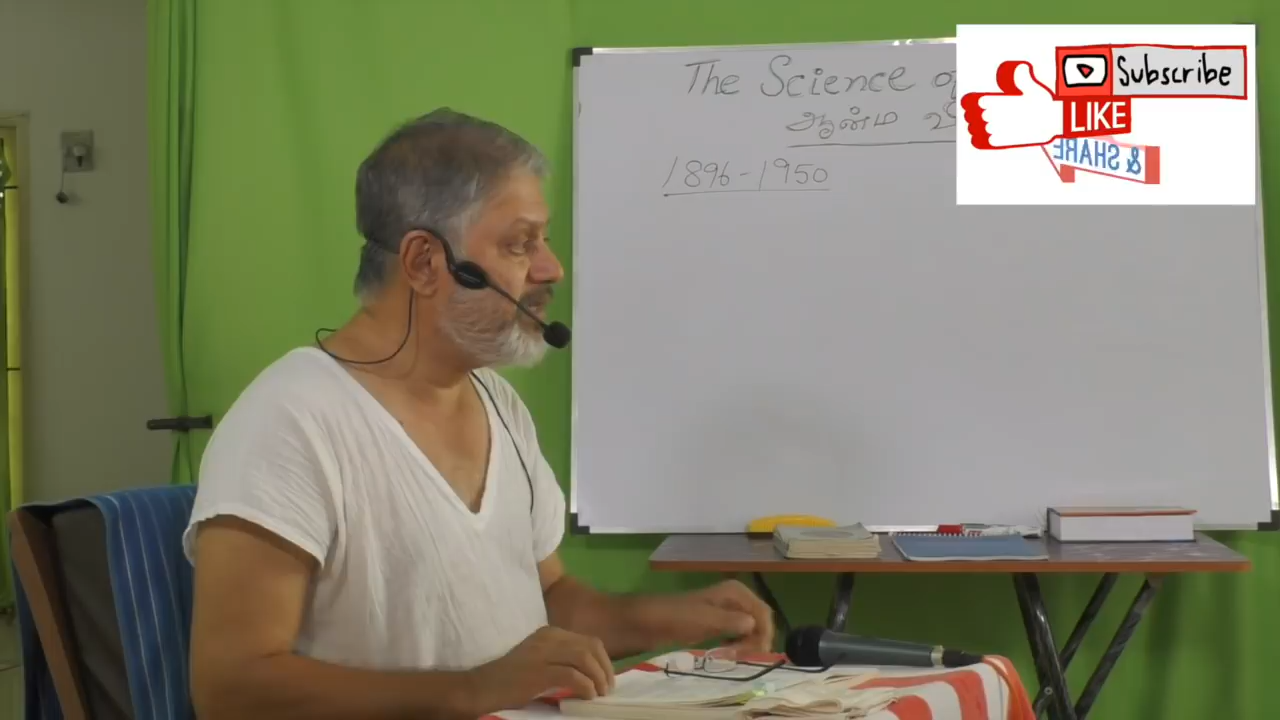 The Science
ஆன்ம
1896-1950
Subscribe
LIKE
& SHARE